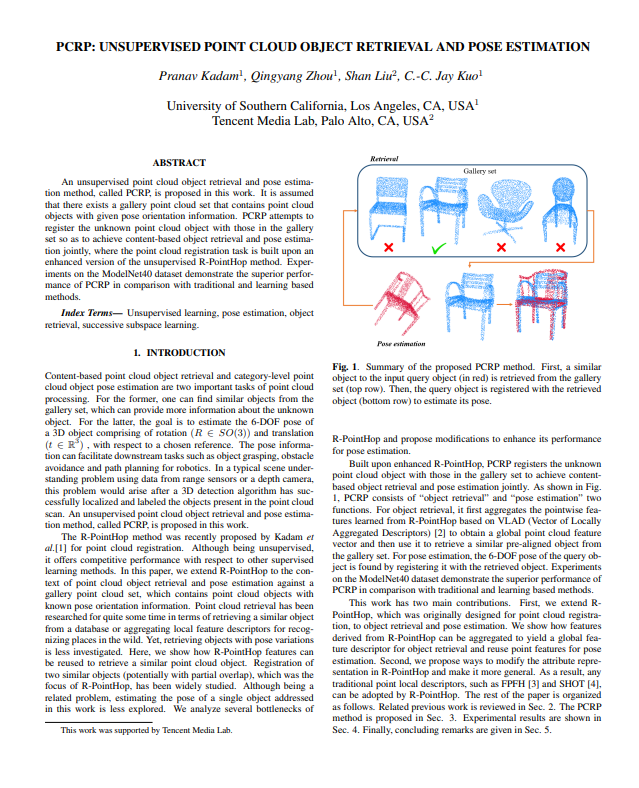 PCRP: UNSUPERVISED POINT CLOUD OBJECT RETRIEVAL AND POSE ESTIMATION
Pranav Kadam¹, Qingyang Zhou¹, Shan Liu², C.-C. Jay Kuo¹
University of Southern California, Los Angeles, CA, USA¹
Tencent Media Lab, Palo Alto, CA, USA²
ABSTRACT
An unsupervised point cloud object retrieval and pose estima-
tion method, called PCRP, is proposed in this work. It is assumed
that there exists a gallery point cloud set that contains point cloud
objects with given pose orientation information. PCRP attempts to
register the unknown point cloud object with those in the gallery
set so as to achieve content-based object retrieval and pose estima-
tion jointly, where the point cloud registration task is built upon an
enhanced version of the unsupervised R-PointHop method. Exper-
iments on the ModelNet40 dataset demonstrate the superior perfor-
mance of PCRP in comparison with traditional and learning based
methods.
Index Terms— Unsupervised learning, pose estimation, object
retrieval, successive subspace learning.
1. INTRODUCTION
Content-based point cloud object retrieval and category-level point
cloud object pose estimation are two important tasks of point cloud
processing. For the former, one can find similar objects from the
gallery set, which can provide more information about the unknown
object. For the latter, the goal is to estimate the 6-DOF pose of
a 3D object comprising of rotation (R ∈ SO(3)) and translation
(t ∈ ℝ³) , with respect to a chosen reference. The pose informa-
tion can facilitate downstream tasks such as object grasping, obstacle
avoidance and path planning for robotics. In a typical scene under-
standing problem using data from range sensors or a depth camera,
this problem would arise after a 3D detection algorithm has suc-
cessfully localized and labeled the objects present in the point cloud
scan. An unsupervised point cloud object retrieval and pose estima-
tion method, called PCRP, is proposed in this work.
The R-PointHop method was recently proposed by Kadam et
al.[1] for point cloud registration. Although being unsupervised,
it offers competitive performance with respect to other supervised
learning methods. In this paper, we extend R-PointHop to the con-
text of point cloud object retrieval and pose estimation against a
gallery point cloud set, which contains point cloud objects with
known pose orientation information. Point cloud retrieval has been
researched for quite some time in terms of retrieving a similar object
from a database or aggregating local feature descriptors for recog-
nizing places in the wild. Yet, retrieving objects with pose variations
is less investigated. Here, we show how R-PointHop features can
be reused to retrieve a similar point cloud object. Registration of
two similar objects (potentially with partial overlap), which was the
focus of R-PointHop, has been widely studied. Although being a
related problem, estimating the pose of a single object addressed
in this work is less explored. We analyze several bottlenecks of
This work was supported by Tencent Media Lab.
Retrieval
Gallery set
Pose estimation
Fig. 1. Summary of the proposed PCRP method. First, a similar
object to the input query object (in red) is retrieved from the gallery
set (top row). Then, the query object is registered with the retrieved
object (bottom row) to estimate its pose.
R-PointHop and propose modifications to enhance its performance
for pose estimation.
Built upon enhanced R-PointHop, PCRP registers the unknown
point cloud object with those in the gallery set to achieve content-
based object retrieval and pose estimation jointly. As shown in Fig.
1, PCRP consists of “object retrieval” and “pose estimation” two
functions. For object retrieval, it first aggregates the pointwise fea-
tures learned from R-PointHop based on VLAD (Vector of Locally
Aggregated Descriptors) [2] to obtain a global point cloud feature
vector and then use it to retrieve a similar pre-aligned object from
the gallery set. For pose estimation, the 6-DOF pose of the query ob-
ject is found by registering it with the retrieved object. Experiments
on the ModelNet40 dataset demonstrate the superior performance of
PCRP in comparison with traditional and learning based methods.
This work has two main contributions. First, we extend R-
PointHop, which was originally designed for point cloud registra-
tion, to object retrieval and pose estimation. We show how features
derived from R-PointHop can be aggregated to yield a global fea-
ture descriptor for object retrieval and reuse point features for pose
estimation. Second, we propose ways to modify the attribute repre-
sentation in R-PointHop and make it more general. As a result, any
traditional point local descriptors, such as FPFH [3] and SHOT [4],
can be adopted by R-PointHop. The rest of the paper is organized
as follows. Related previous work is reviewed in Sec. 2. The PCRP
method is proposed in Sec. 3. Experimental results are shown in
Sec. 4. Finally, concluding remarks are given in Sec. 5.